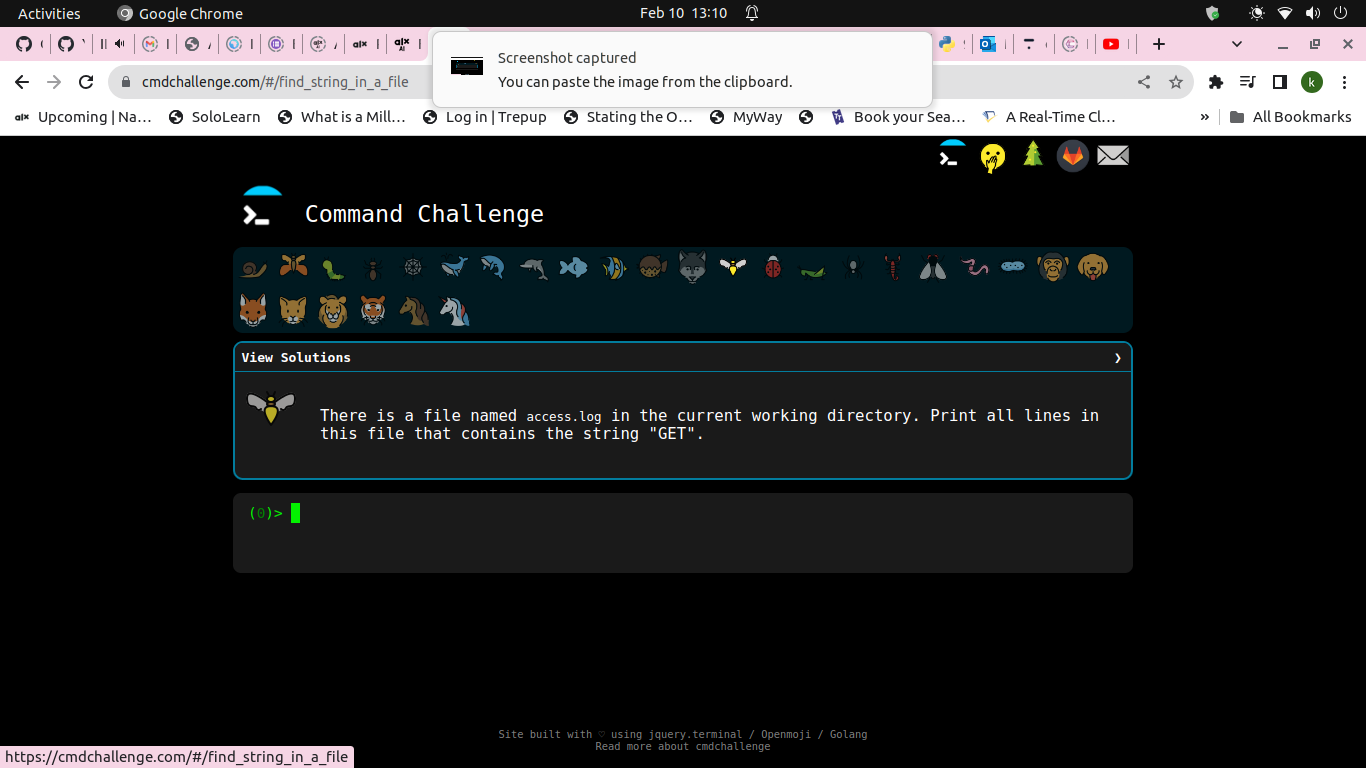 Activities Google Chrome Feb 10 13:10
Screenshot captured
You can paste the image from the clipboard.
cmdchallenge.com/#/find_string_in_a_file k
alx Upcoming | Na… SoloLearn What is a Mill… Log in | Trepup Stating the O… MyWay Book your Sea… A Real-Time Cl… » All Bookmarks
Command Challenge
View Solutions ❯
There is a file named access.log in the current working directory. Print all lines in
this file that contains the string "GET".
(0)>
Site built with ♡ using jquery.terminal / Openmoji / Golang
Read more about cmdchallenge
https://cmdchallenge.com/#/find_string_in_a_file